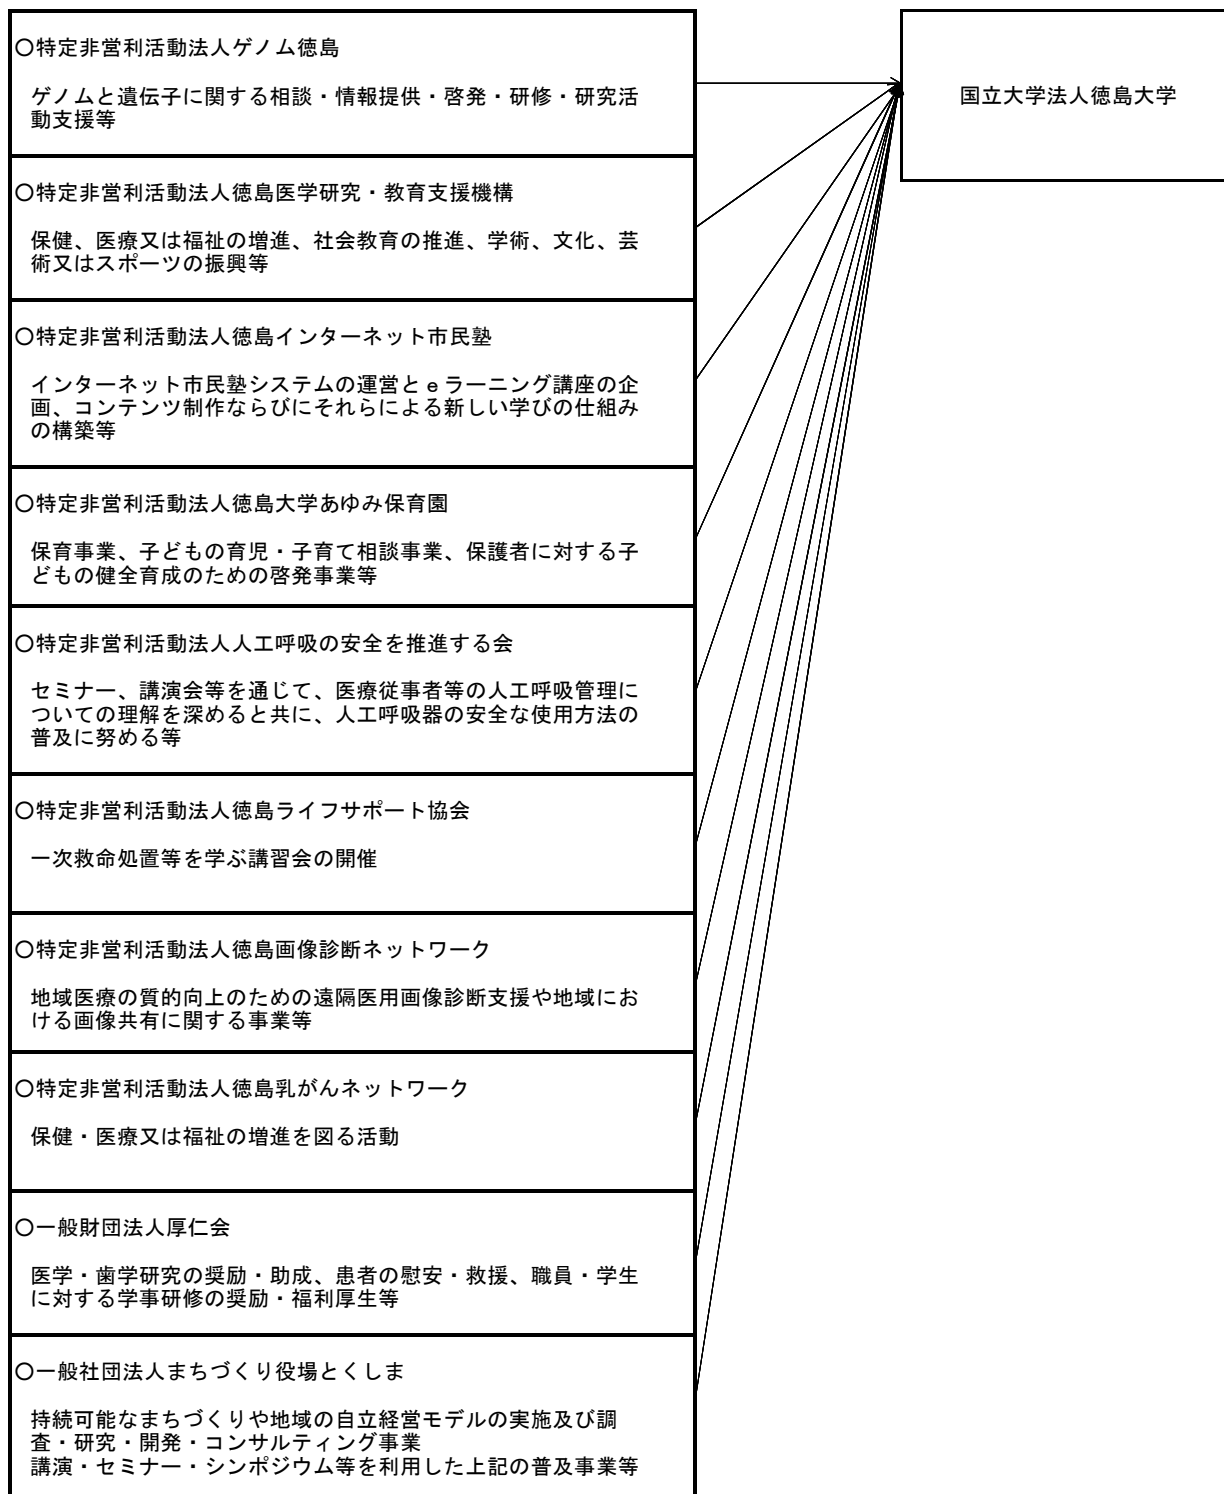 〇特定非営利活動法人ゲノム徳島
ゲノムと遺伝子に関する相談・情報提供・啓発・研修・研究活
動支援等
国立大学法人徳島大学
〇特定非営利活動法人徳島医学研究・教育支援機構
保健、医療又は福祉の増進、社会教育の推進、学術、文化、芸
術又はスポーツの振興等
〇特定非営利活動法人徳島インターネット市民塾
インターネット市民塾システムの運営とｅラーニング講座の企
画、コンテンツ制作ならびにそれらによる新しい学びの仕組み
の構築等
〇特定非営利活動法人徳島大学あゆみ保育園
保育事業、子どもの育児・子育て相談事業、保護者に対する子
どもの健全育成のための啓発事業等
〇特定非営利活動法人人工呼吸の安全を推進する会
セミナー、講演会等を通じて、医療従事者等の人工呼吸管理に
ついての理解を深めると共に、人工呼吸器の安全な使用方法の
普及に努める等
〇特定非営利活動法人徳島ライフサポート協会
一次救命処置等を学ぶ講習会の開催
〇特定非営利活動法人徳島画像診断ネットワーク
地域医療の質的向上のための遠隔医用画像診断支援や地域にお
ける画像共有に関する事業等
〇特定非営利活動法人徳島乳がんネットワーク
保健・医療又は福祉の増進を図る活動
〇一般財団法人厚仁会
医学・歯学研究の奨励・助成、患者の慰安・救援、職員・学生
に対する学事研修の奨励・福利厚生等
〇一般社団法人まちづくり役場とくしま
持続可能なまちづくりや地域の自立経営モデルの実施及び調
査・研究・開発・コンサルティング事業
講演・セミナー・シンポジウム等を利用した上記の普及事業等